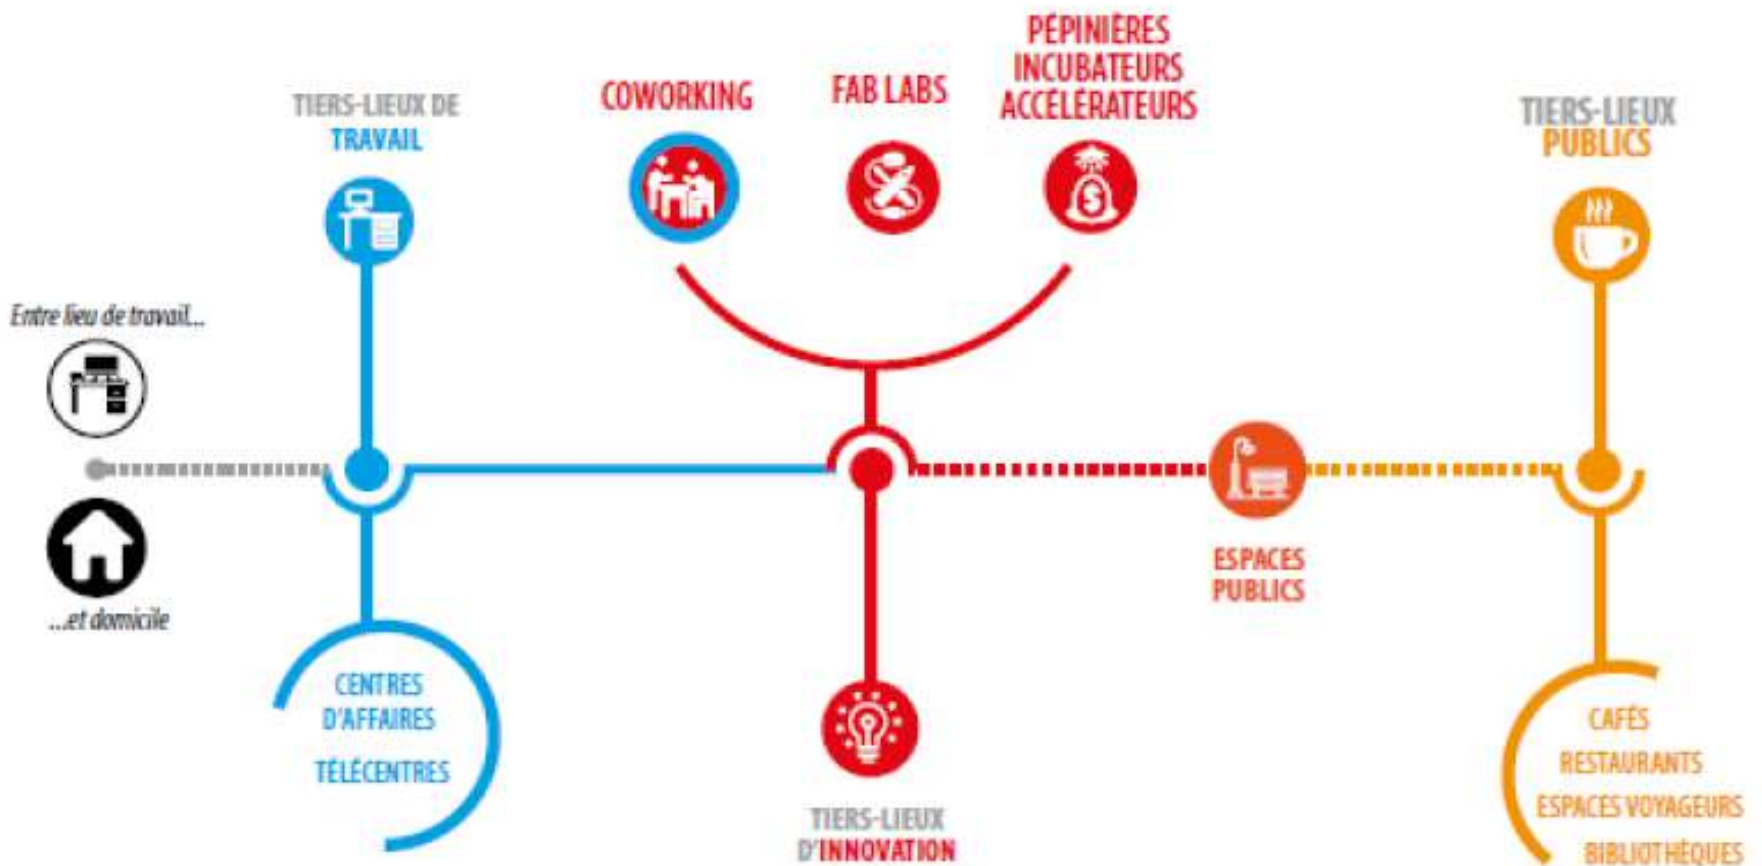 TIERS-LIEUX DE
TRAVAIL
COWORKING
FAB LABS
PÉPINIÈRES
INCUBATEURS
ACCÉLÉRATEURS
TIERS-LIEUX
PUBLICS
Entre lieu de travail...
...et domicile
ESPACES
PUBLICS
CENTRES
D'AFFAIRES
TÉLÉCENTRES
TIERS-LIEUX
D'INNOVATION
CAFÉS
RESTAURANTS
ESPACES VOYAGEURS
BIBLIOTHÈQUES